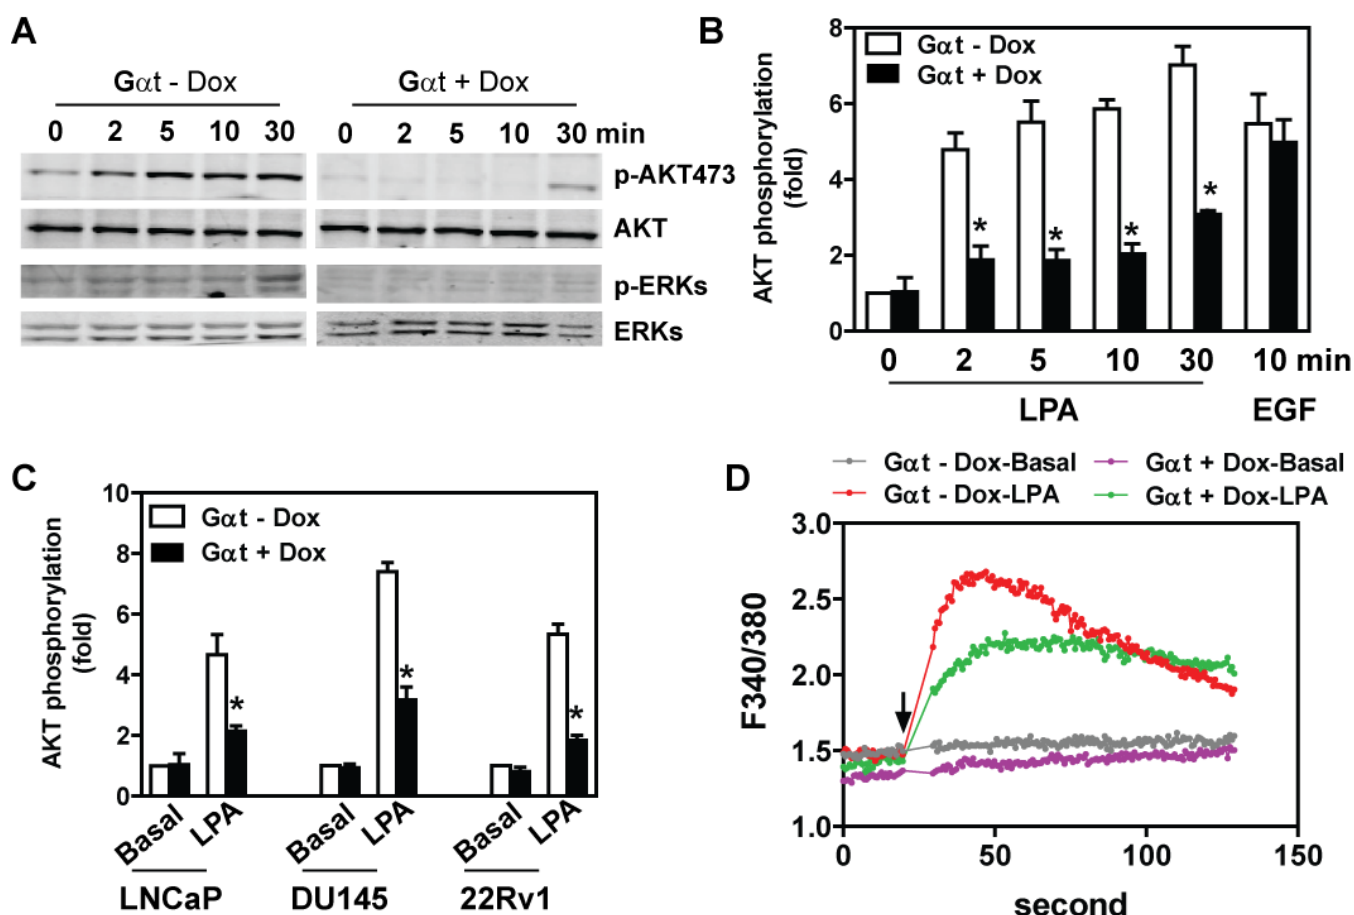 A
Gαt - Dox
Gαt + Dox
0 2 5 10 30 0 2 5 10 30 min
p-AKT473
AKT
p-ERKs
ERKs
B
Gαt - Dox
Gαt + Dox
AKT phosphorylation
(fold)
8
6
4
2
0
* * * *
0 2 5 10 30 10 min
LPA EGF
C
Gαt - Dox
Gαt + Dox
AKT phosphorylation
(fold)
10
8
6
4
2
0
* * *
Basal LPA Basal LPA Basal LPA
LNCaP DU145 22Rv1
D
Gαt - Dox-Basal Gαt + Dox-Basal
Gαt - Dox-LPA Gαt + Dox-LPA
F340/380
3.0
2.5
2.0
1.5
1.0
0 50 100 150
second